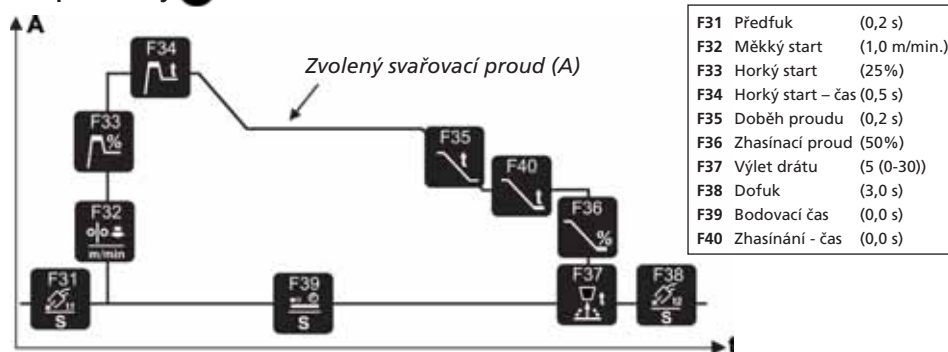 A
F31 Předfuk (0,2 s)
F32 Měkký start (1,0 m/min.)
F33 Horký start (25%)
F34 Horký start – čas (0,5 s)
F35 Doběh proudu (0,2 s)
F36 Zhasínací proud (50%)
F37 Výlet drátu (5 (0-30))
F38 Dofuk (3,0 s)
F39 Bodovací čas (0,0 s)
F40 Zhasínání - čas (0,0 s)
F34
t
Zvolený svařovací proud (A)
F33
%
F35
t
F40
t
F32
m/min
F36
%
F31
t1
S
F39
S
F37
t
F38
t2
S
t